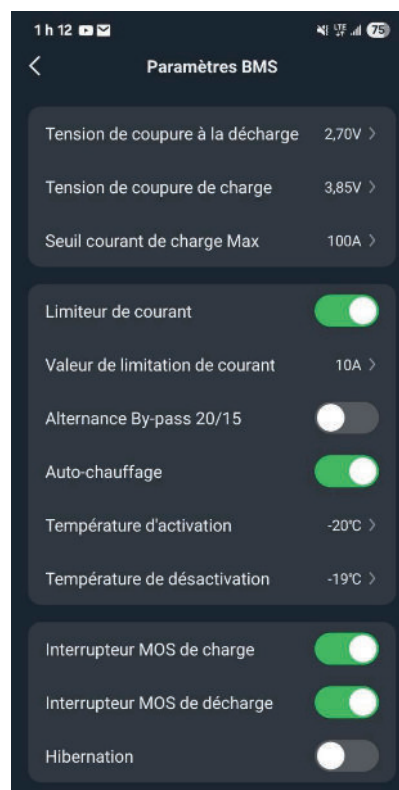 1 h 12
LTE
75
Paramètres BMS
Tension de coupure à la décharge 2,70V
Tension de coupure de charge 3,85V
Seuil courant de charge Max 100A
Limiteur de courant
Valeur de limitation de courant 10A
Alternance By-pass 20/15
Auto-chauffage
Température d'activation -20℃
Température de désactivation -19℃
Interrupteur MOS de charge
Interrupteur MOS de décharge
Hibernation